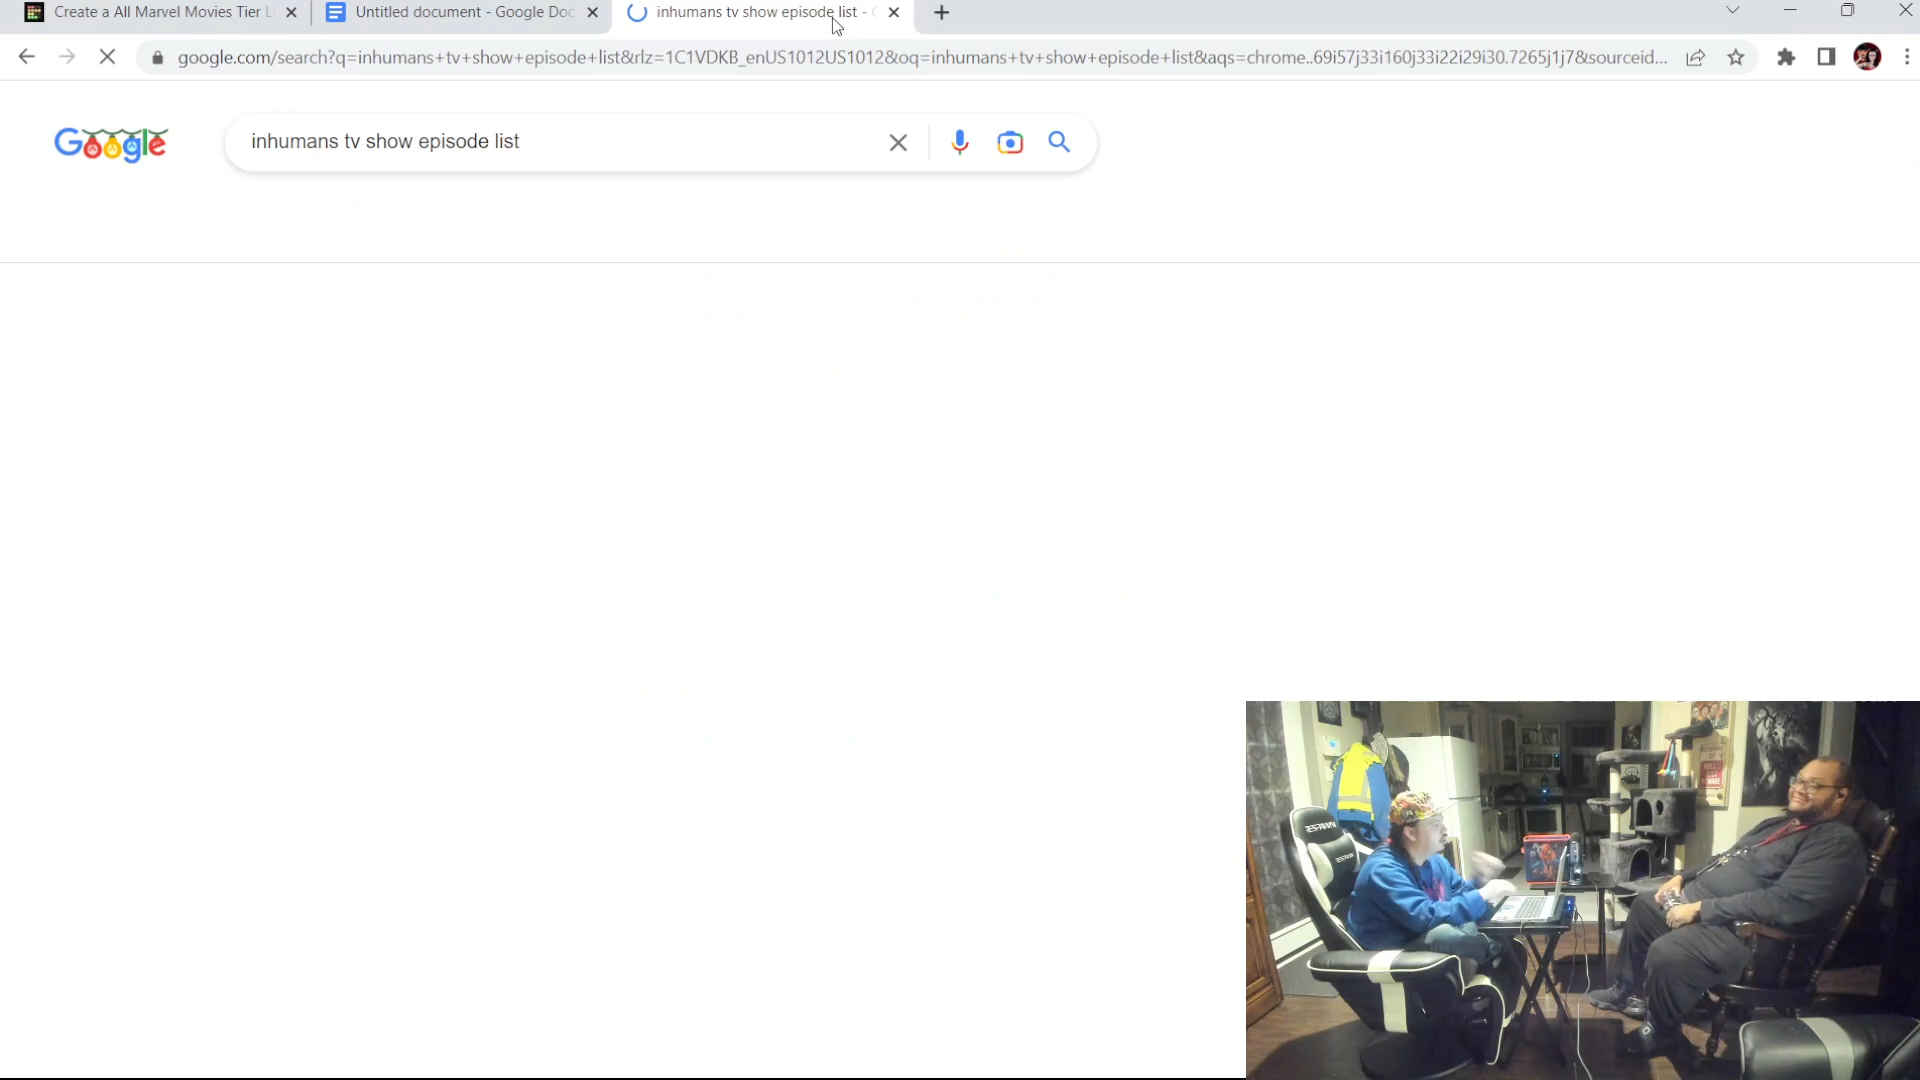 Create a All Marvel Movies Tier Li
Untitled document - Google Doc
inhumans tv show episode list -
google.com/search?q=inhumans+tv+show+episode+list&rlz=1C1VDKB_enUS1012US1012&oq=inhumans+tv+show+episode+list&aqs=chrome..69i57j33i160j33i22i29i30.7265j1j7&sourceid...
Google
inhumans tv show episode list